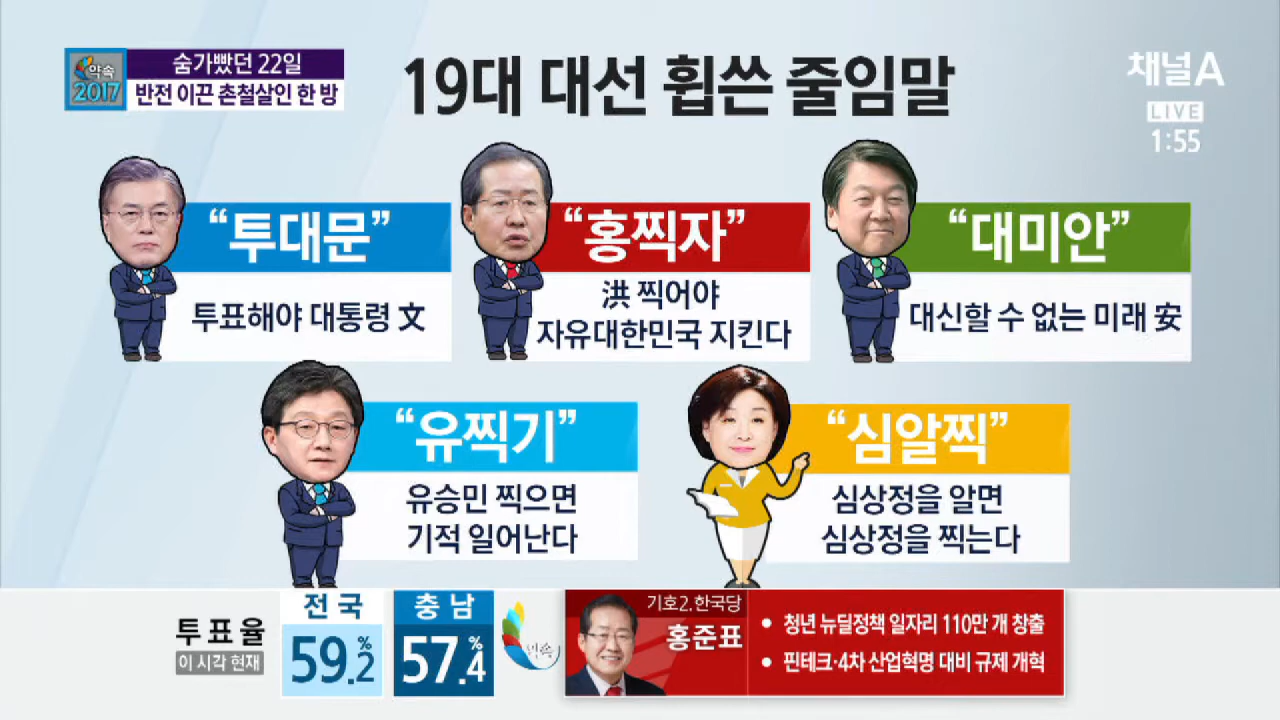 약속
2017
숨가빴던 22일
반전 이끈 촌철살인 한 방
19대 대선 휩쓴 줄임말
채널A
LIVE
1:55
“투대문”
투표해야 대통령 文
“홍찍자”
洪 찍어야
자유대한민국 지킨다
“대미안”
대신할 수 없는 미래 安
“유찍기”
유승민 찍으면
기적 일어난다
“심알찍”
심상정을 알면
심상정을 찍는다
투표율
이 시각 현재
전국
59.2%
충남
57.4%
약속
기호2.한국당
홍준표
• 청년 뉴딜정책 일자리 110만 개 창출
• 핀테크·4차 산업혁명 대비 규제 개혁